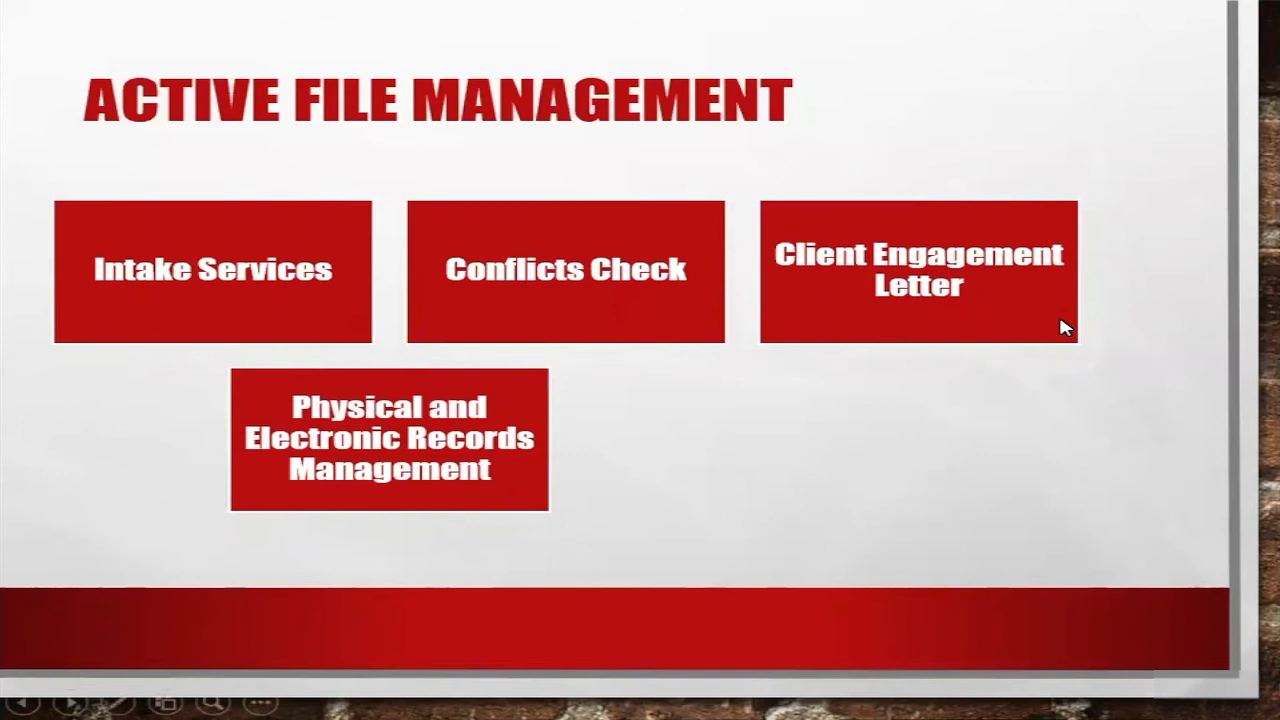 ACTIVE FILE MANAGEMENT
Intake Services
Conflicts Check
Client Engagement
Letter
Physical and
Electronic Records
Management